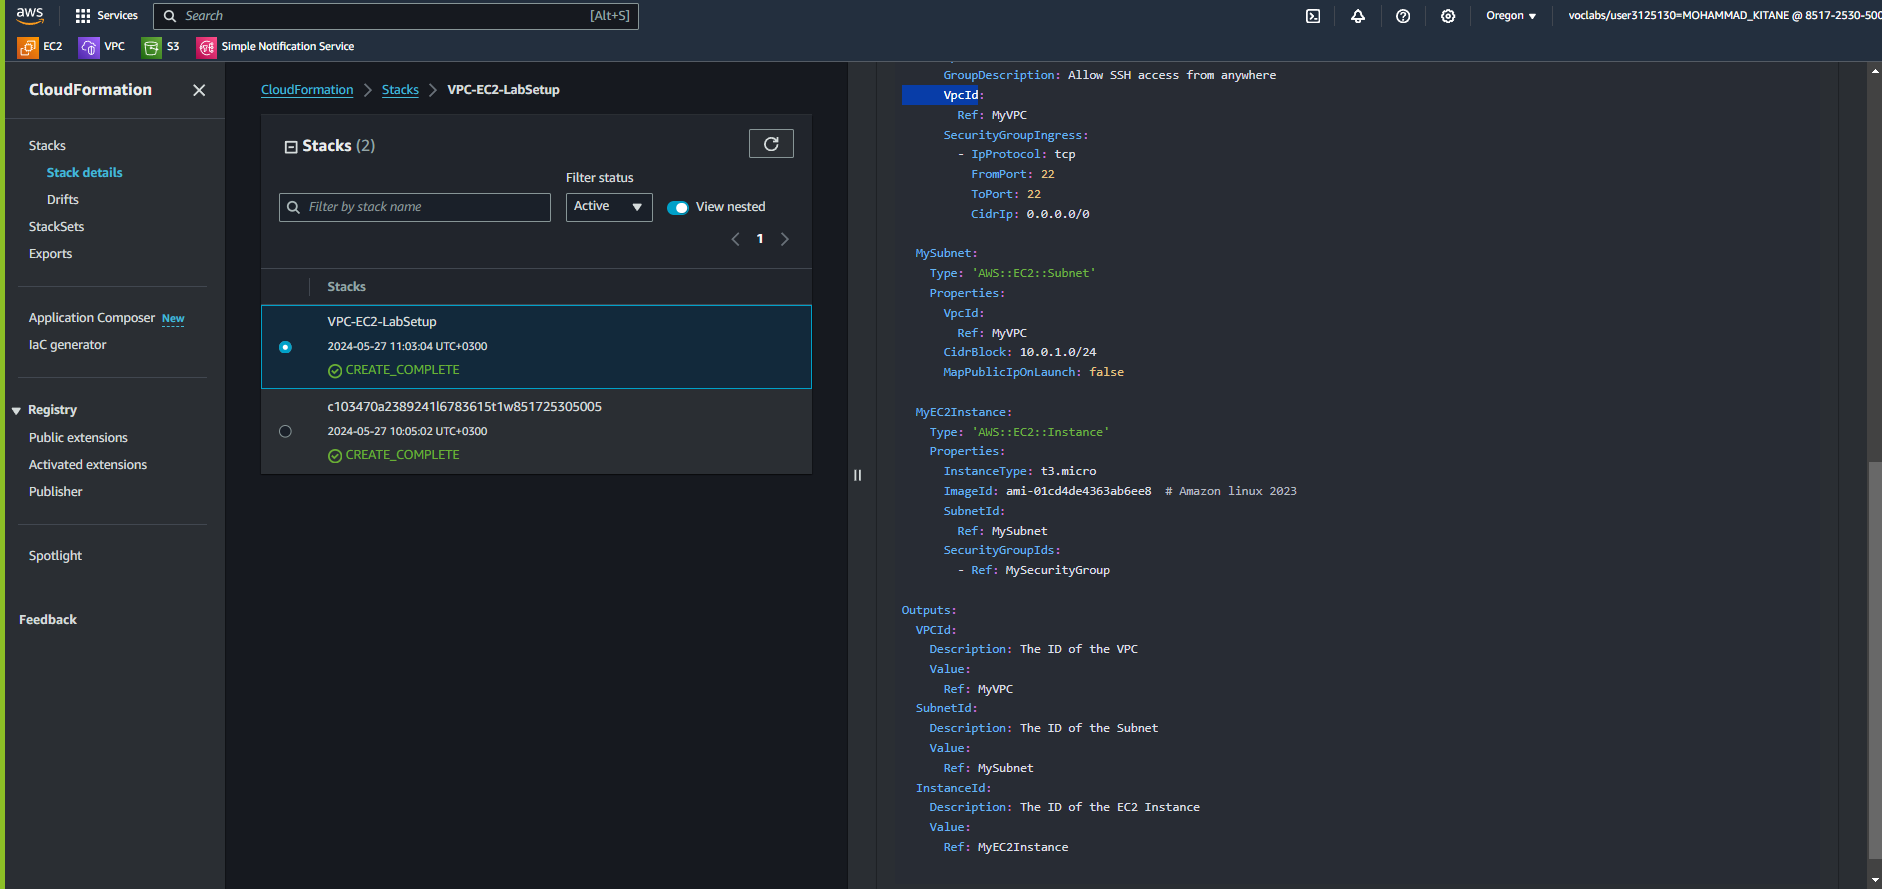 aws
Services
Search
[Alt+S]
Oregon
voclabs/user3125130=MOHAMMAD_KITANE @ 8517-2530-500
EC2
VPC
S3
Simple Notification Service
CloudFormation
Stacks
Stack details
Drifts
StackSets
Exports
Application Composer New
IaC generator
Registry
Public extensions
Activated extensions
Publisher
Spotlight
Feedback
CloudFormation
Stacks
VPC-EC2-LabSetup
Stacks (2)
Filter status
Filter by stack name
Active
View nested
1
Stacks
VPC-EC2-LabSetup
2024-05-27 11:03:04 UTC+0300
CREATE_COMPLETE
c103470a2389241l6783615t1w851725305005
2024-05-27 10:05:02 UTC+0300
CREATE_COMPLETE
GroupDescription: Allow SSH access from anywhere
VpcId:
Ref: MyVPC
SecurityGroupIngress:
- IpProtocol: tcp
FromPort: 22
ToPort: 22
CidrIp: 0.0.0.0/0
MySubnet:
Type: 'AWS::EC2::Subnet'
Properties:
VpcId:
Ref: MyVPC
CidrBlock: 10.0.1.0/24
MapPublicIpOnLaunch: false
MyEC2Instance:
Type: 'AWS::EC2::Instance'
Properties:
InstanceType: t3.micro
ImageId: ami-01cd4de4363ab6ee8  # Amazon linux 2023
SubnetId:
Ref: MySubnet
SecurityGroupIds:
- Ref: MySecurityGroup
Outputs:
VPCId:
Description: The ID of the VPC
Value:
Ref: MyVPC
SubnetId:
Description: The ID of the Subnet
Value:
Ref: MySubnet
InstanceId:
Description: The ID of the EC2 Instance
Value:
Ref: MyEC2Instance